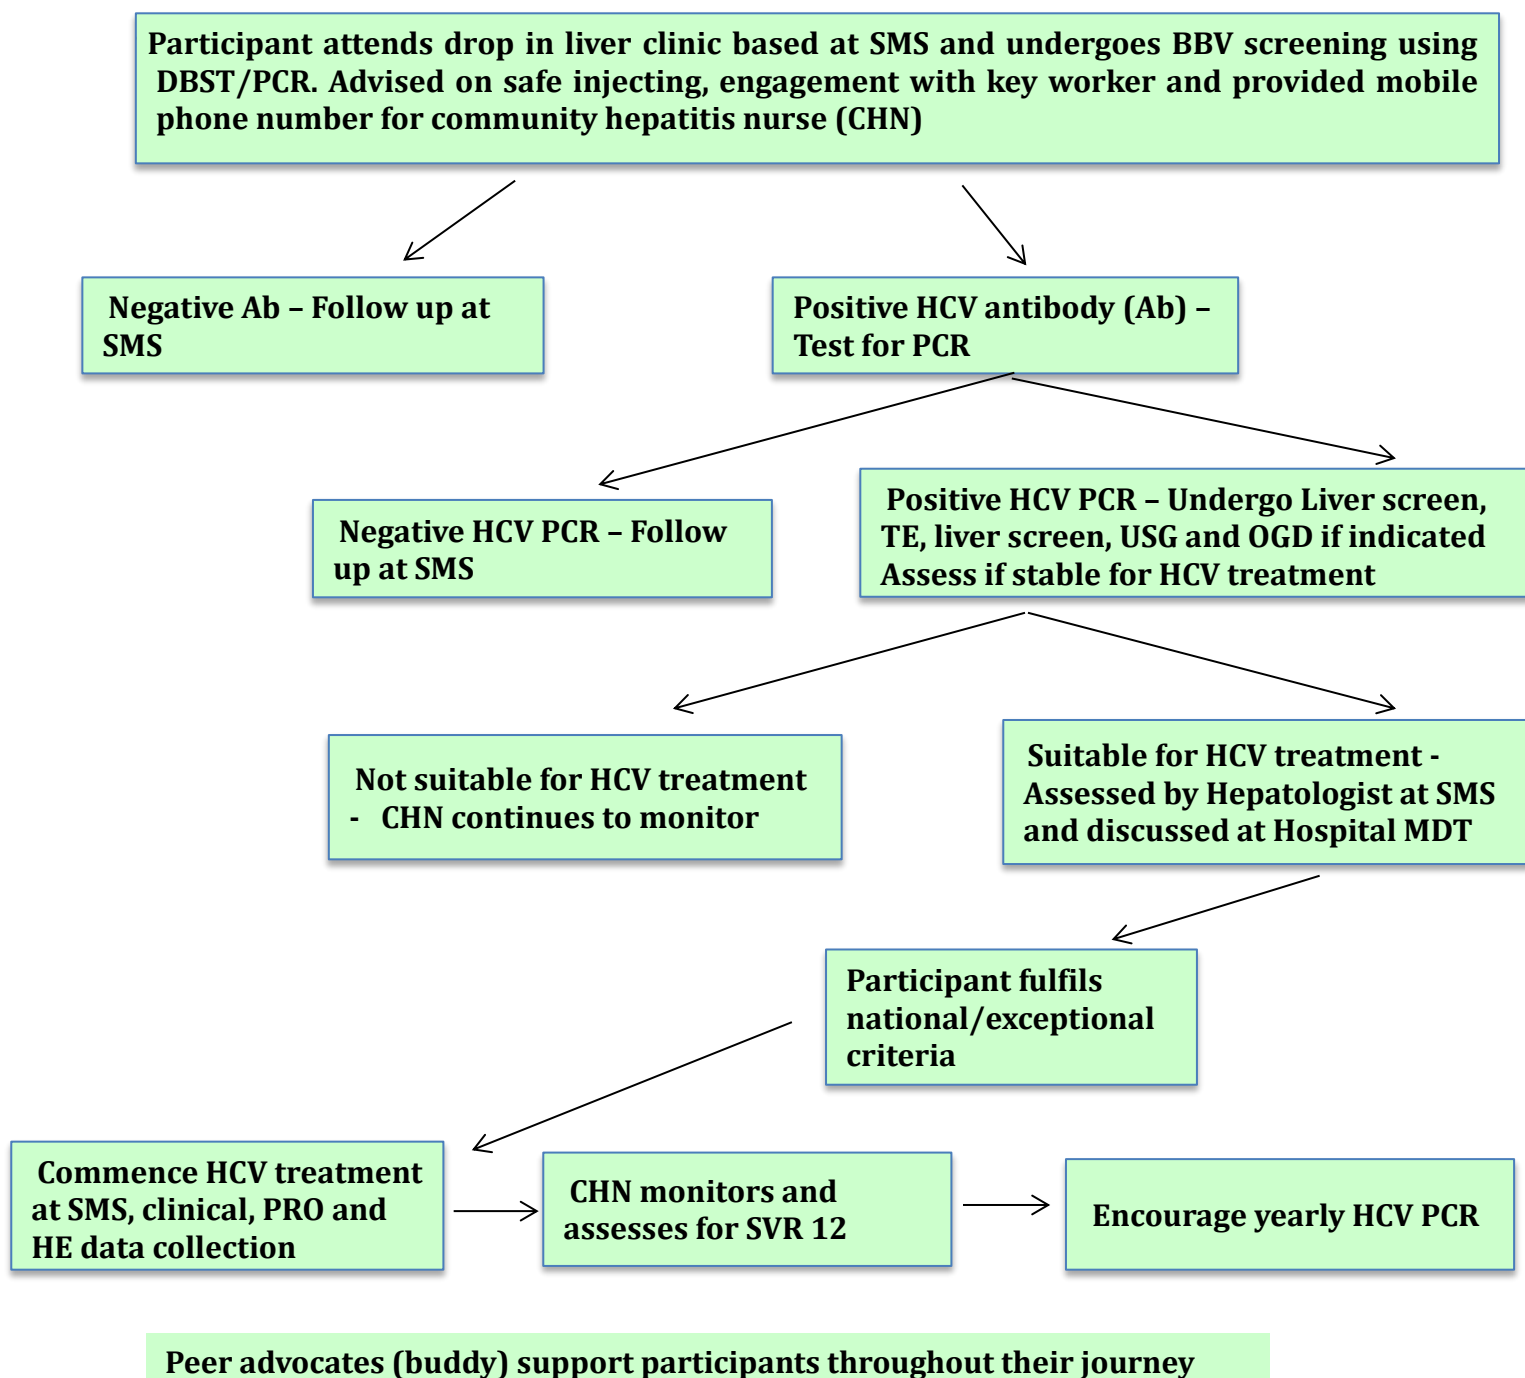 Participant attends drop in liver clinic based at SMS and undergoes BBV screening using
DBST/PCR. Advised on safe injecting, engagement with key worker and provided mobile
phone number for community hepatitis nurse (CHN)
Negative Ab – Follow up at
SMS
Positive HCV antibody (Ab) –
Test for PCR
Negative HCV PCR – Follow
up at SMS
Positive HCV PCR – Undergo Liver screen,
TE, liver screen, USG and OGD if indicated
Assess if stable for HCV treatment
Not suitable for HCV treatment
- CHN continues to monitor
Suitable for HCV treatment -
Assessed by Hepatologist at SMS
and discussed at Hospital MDT
Participant fulfils
national/exceptional
criteria
Commence HCV treatment
at SMS, clinical, PRO and
HE data collection
CHN monitors and
assesses for SVR 12
Encourage yearly HCV PCR
Peer advocates (buddy) support participants throughout their journey